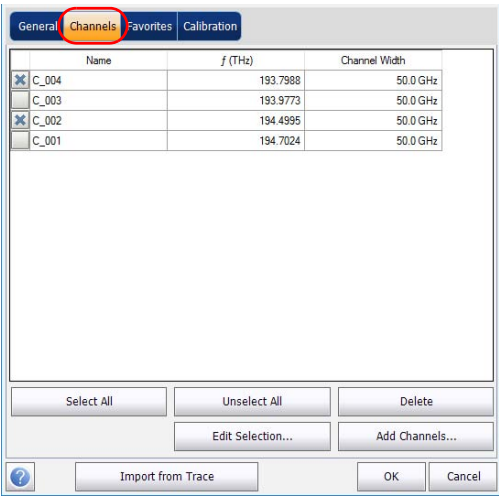 General Channels Favorites Calibration
Name f (THz) Channel Width
C_004 193.7988 50.0 GHz
C_003 193.9773 50.0 GHz
C_002 194.4995 50.0 GHz
C_001 194.7024 50.0 GHz
Select All Unselect All Delete
Edit Selection... Add Channels...
? Import from Trace OK Cancel